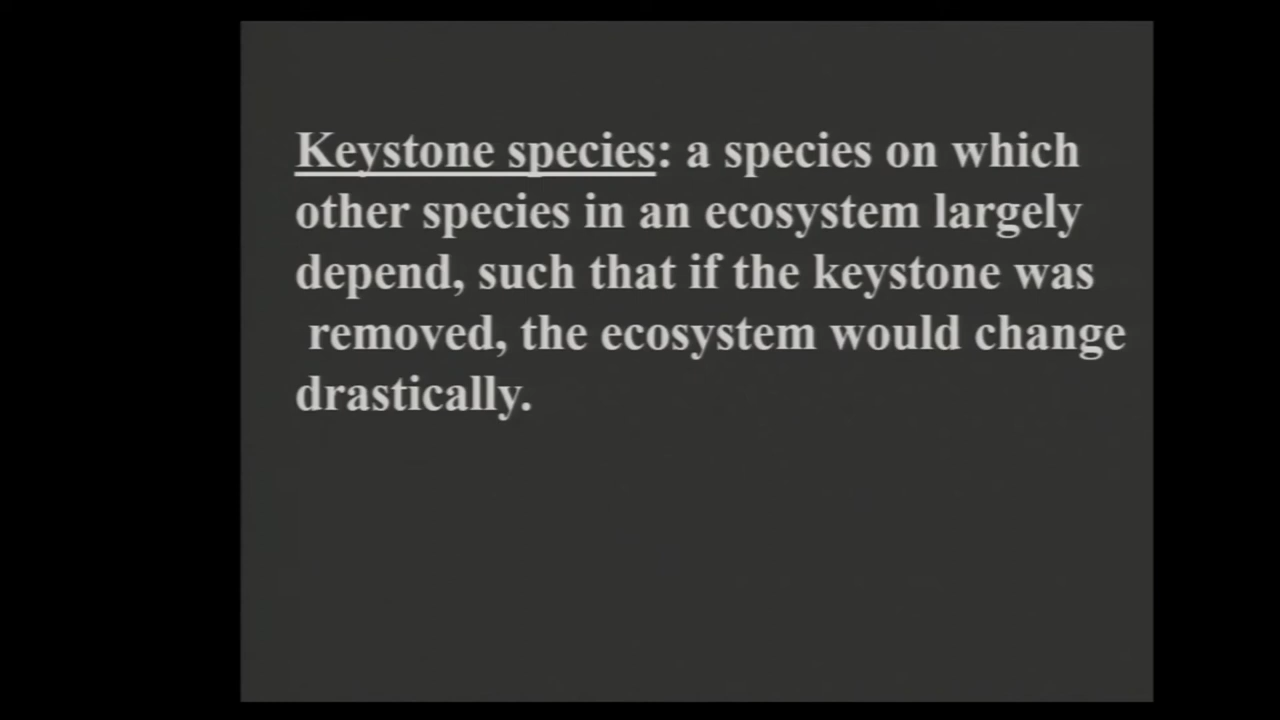 Keystone species: a species on which
other species in an ecosystem largely
depend, such that if the keystone was
removed, the ecosystem would change
drastically.